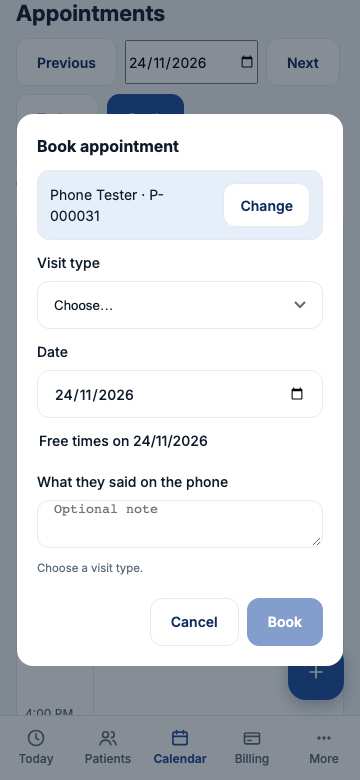 Appointments
Previous
24/11/2026
Next
Book appointment
Phone Tester · P-
000031
Change
Visit type
Choose...
Date
24/11/2026
Free times on 24/11/2026
What they said on the phone
Optional note
Choose a visit type.
Cancel
Book
4:00 PM
Today
Patients
Calendar
Billing
More